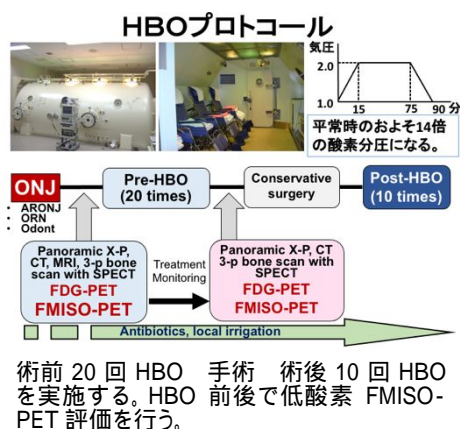 HBOプロトコール
気圧
2.0
1.0
15
75
90 分
平常時のおよそ14倍
の酸素分圧になる。
ONJ
Pre-HBO
(20 times)
Conservative
surgery
Post-HBO
(10 times)
• ARONJ
• ORN
• Odont
Panoramic X-P,
CT, MRI, 3-p bone
scan with SPECT
FDG-PET
FMISO-PET
Treatment
Monitoring
Panoramic X-P, CT
3-p bone scan with
SPECT
FDG-PET
FMISO-PET
Antibiotics, local irrigation
術前 20 回 HBO 手術 術後 10 回 HBO
を実施する。HBO 前後で低酸素 FMISO-
PET 評価を行う。